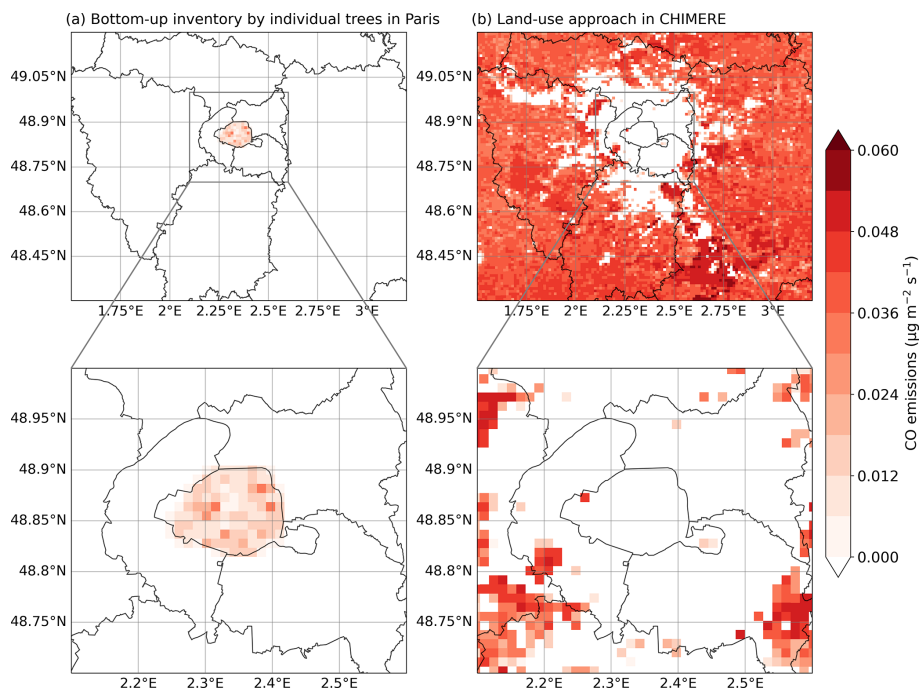 (a) Bottom-up inventory by individual trees in Paris
(b) Land-use approach in CHIMERE
49.05°N
48.9°N
48.75°N
48.6°N
48.45°N
1.75°E 2°E 2.25°E 2.5°E 2.75°E 3°E
49.05°N
48.9°N
48.75°N
48.6°N
48.45°N
1.75°E 2°E 2.25°E 2.5°E 2.75°E 3°E
48.95°N
48.9°N
48.85°N
48.8°N
48.75°N
2.2°E 2.3°E 2.4°E 2.5°E
48.95°N
48.9°N
48.85°N
48.8°N
48.75°N
2.2°E 2.3°E 2.4°E 2.5°E
0.060
0.048
0.036
0.024
0.012
0.000
CO emissions (µg m⁻² s⁻¹)